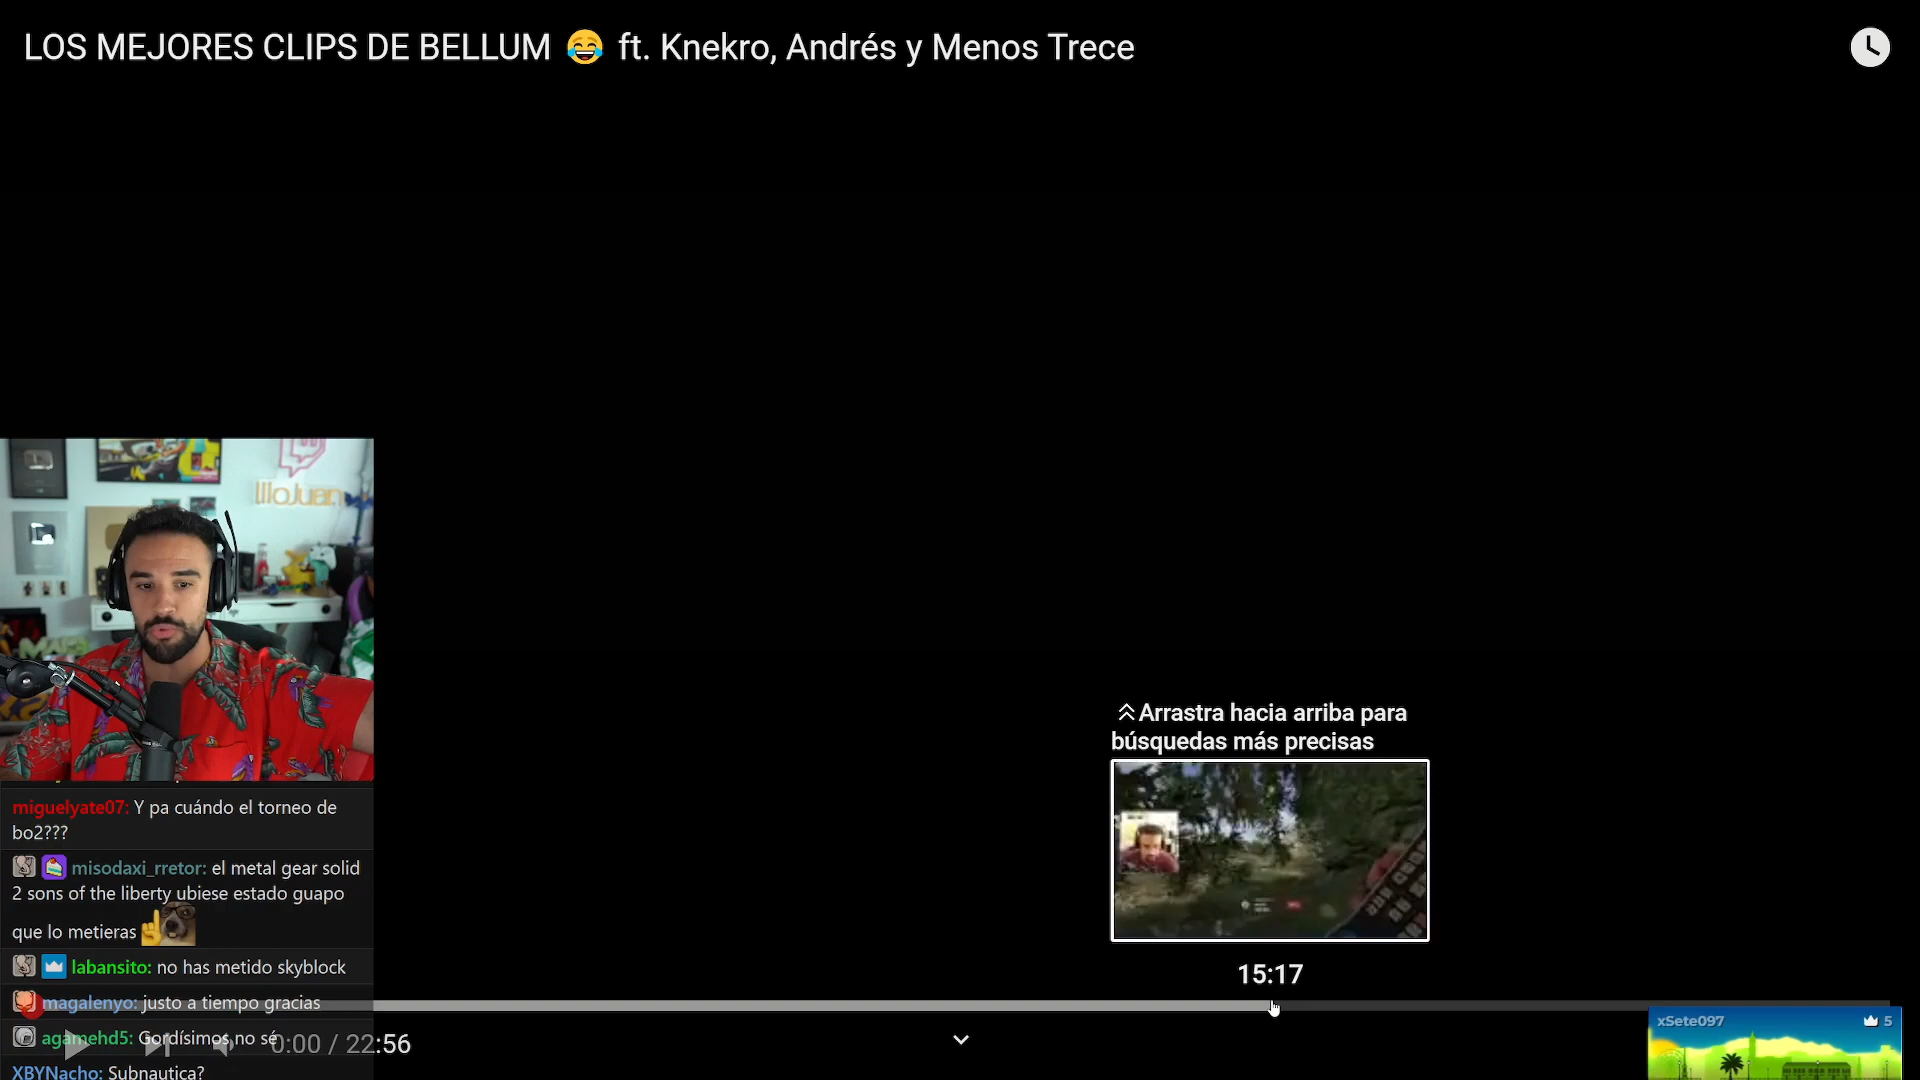 LOS MEJORES CLIPS DE BELLUM 😂 ft. Knekro, Andrés y Menos Trece
IlloJuan
Arrastra hacia arriba para
búsquedas más precisas
15:17
miguelyate07: Y pa cuándo el torneo de
bo2???
misodaxi_rretor: el metal gear solid
2 sons of the liberty ubiese estado guapo
que lo metieras
labansito: no has metido skyblock
magalenyo: justo a tiempo gracias
agamehd5: Gordísimos no sé
0:00 / 22:56
XBYNacho: Subnautica?
xSete097
5